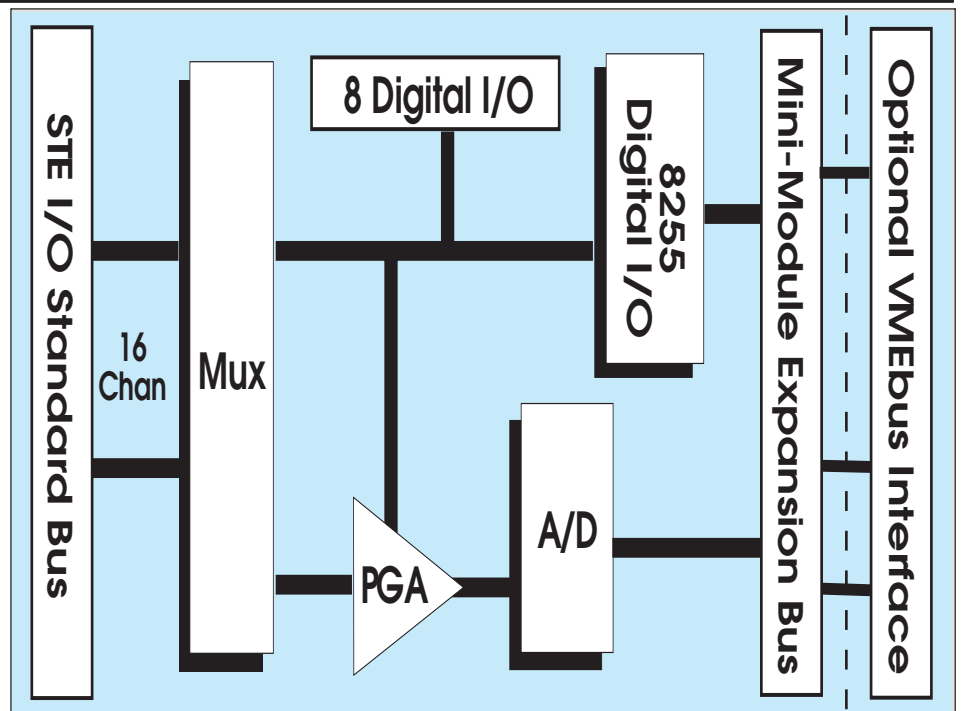 STE I/O Standard Bus
16
Chan
Mux
8 Digital I/O
PGA
8255
Digital I/O
A/D
Mini-Module Expansion Bus
Optional VMEbus Interface